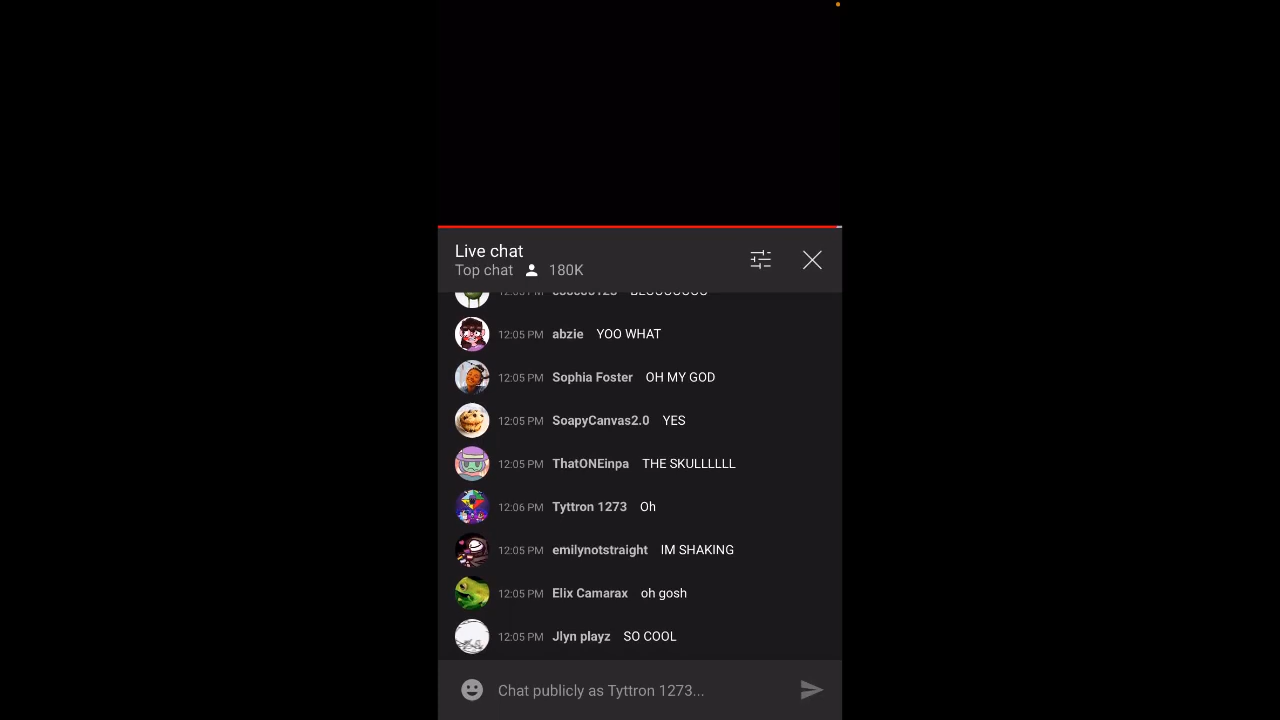 Live chat
Top chat 180K
12:05 PM abzie YOO WHAT
12:05 PM Sophia Foster OH MY GOD
12:05 PM SoapyCanvas2.0 YES
12:05 PM ThatONEinpa THE SKULLLLLL
12:06 PM Tyttron 1273 Oh
12:05 PM emilynotstraight IM SHAKING
12:05 PM Elix Camarax oh gosh
12:05 PM Jlyn playz SO COOL
Chat publicly as Tyttron 1273...